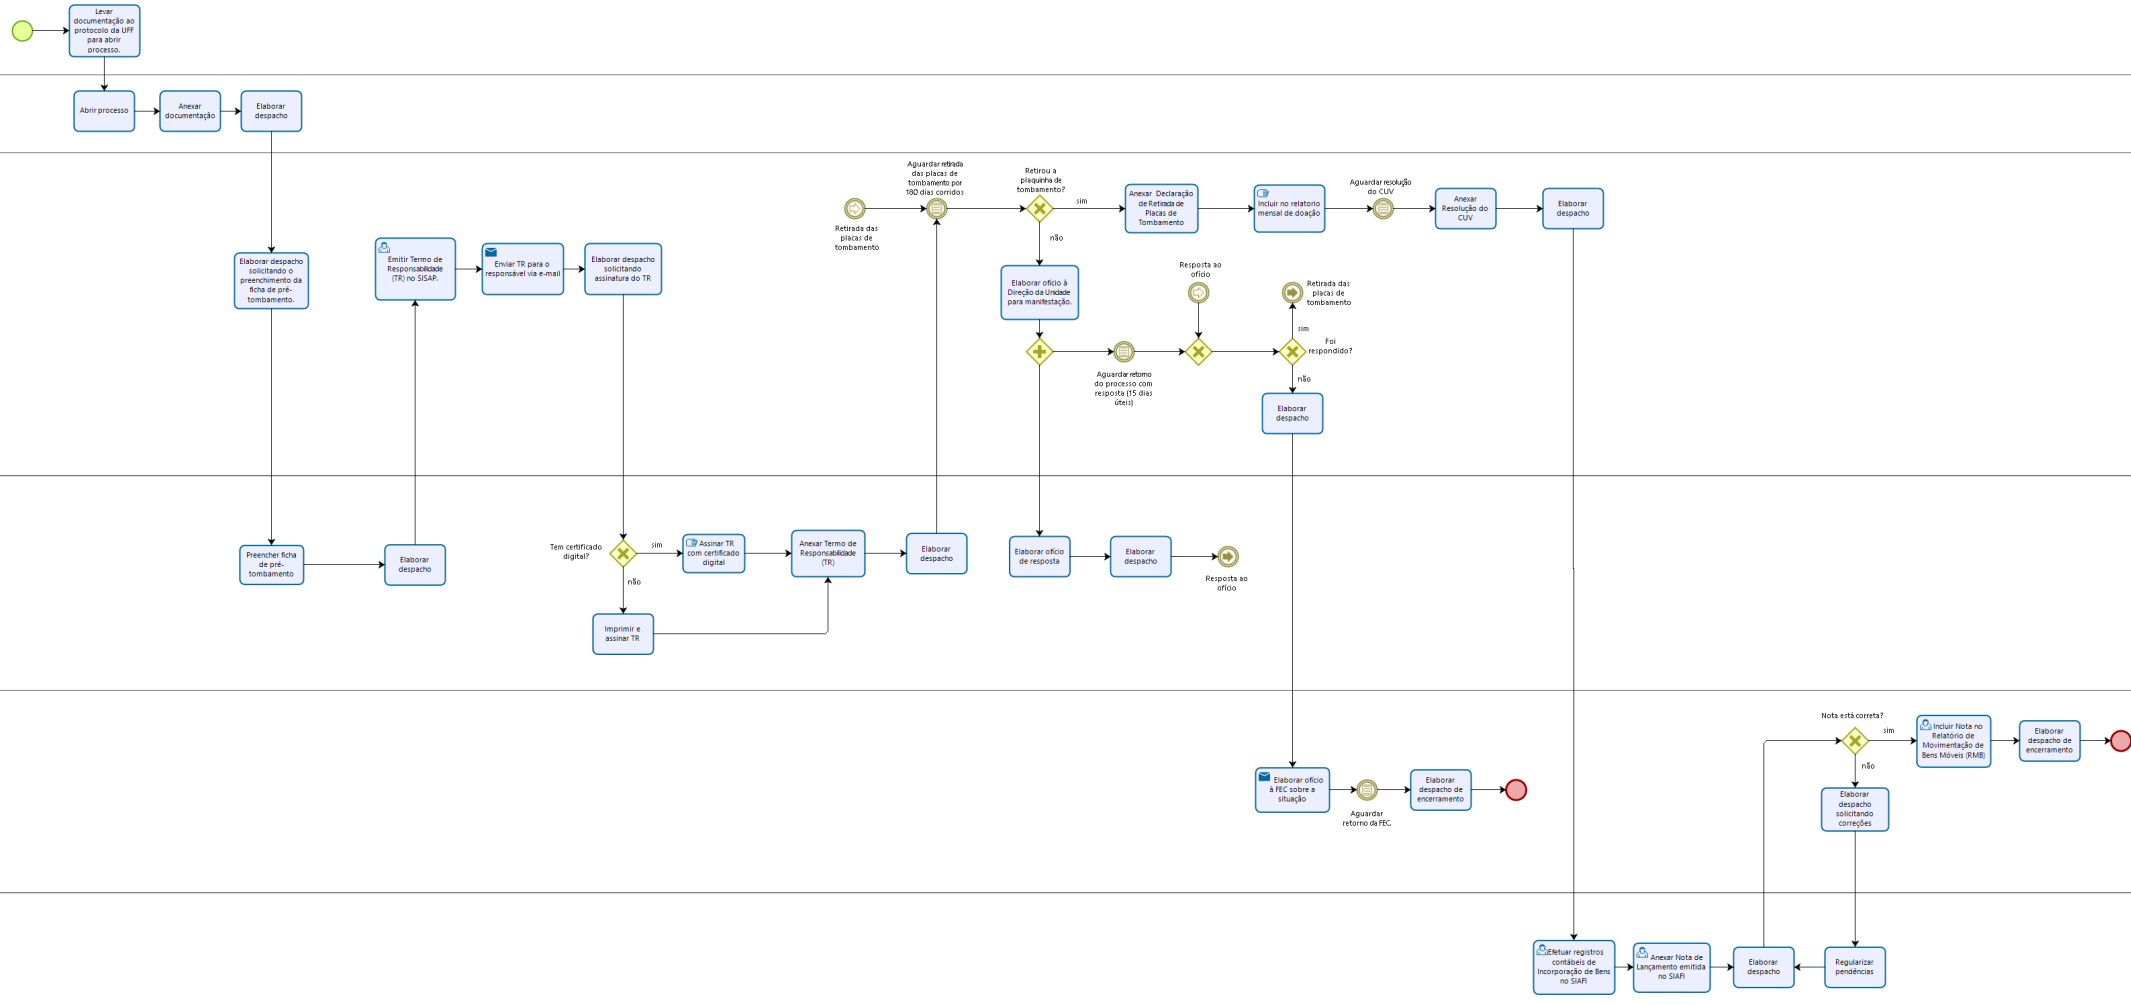 Levar
documentação ao
protocolo da UFF
para abrir
processo.
Abrir processo
Anexar
documentação
Elaborar
despacho
Aguardar retirada
das placas de
tombamento por
180 dias corridos
Retirada das
placas de
tombamento
Retirou a
plaquinha de
tombamento?
sim
não
Anexar Declaração
de Retirada de
Placas de
Tombamento
Incluir no relatorio
mensal de doação
Aguardar resolução
do CUV
Anexar
Resolução do
CUV
Elaborar
despacho
Elaborar despacho
solicitando o
preenchimento da
ficha de pré-
tombamento.
Emitir Termo de
Responsabilidade
(TR) no SISAP.
Enviar TR para o
responsável via e-mail
Elaborar despacho
solicitando
assinatura do TR
Elaborar ofício à
Direção da Unidade
para manifestação.
Resposta ao
ofício
Retirada das
placas de
tombamento
sim
Foi
respondido?
não
Aguardar retorno
do processo com
resposta (15 dias
úteis)
Elaborar
despacho
Preencher ficha
de pré-
tombamento
Elaborar
despacho
Tem certificado
digital?
sim
não
Assinar TR
com certificado
digital
Anexar Termo de
Responsabilidade
(TR)
Elaborar
despacho
Imprimir e
assinar TR
Elaborar ofício
de resposta
Elaborar
despacho
Resposta ao
ofício
Elaborar ofício
à FEC sobre a
situação
Aguardar
retorno da FEC.
Elaborar
despacho de
encerramento
Nota está correta?
sim
não
Incluir Nota no
Relatório de
Movimentação de
Bens Móveis (RMB)
Elaborar
despacho de
encerramento
Elaborar
despacho
solicitando
correções
Efetuar registros
contábeis de
Incorporação de Bens
no SIAFI
Anexar Nota de
Lançamento emitida
no SIAFI
Elaborar
despacho
Regularizar
pendências